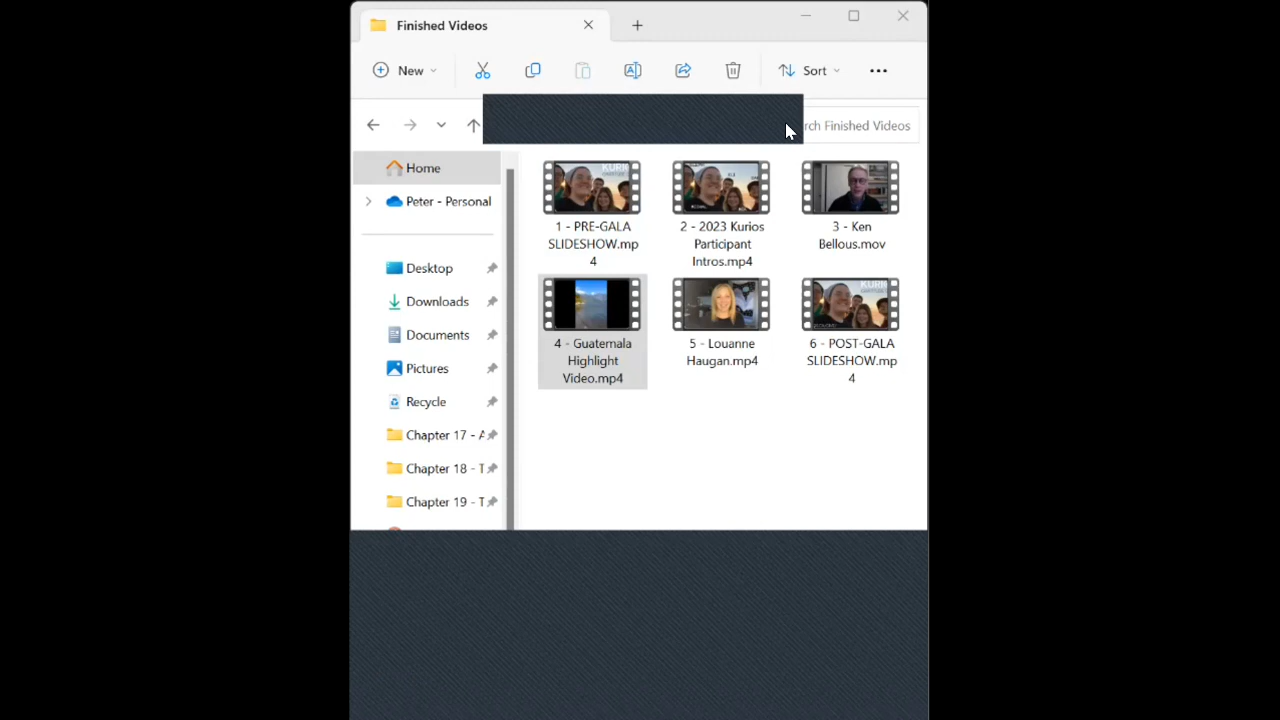 Finished Videos
New
Sort
rch Finished Videos
Home
Peter - Personal
Desktop
Downloads
Documents
Pictures
Recycle
Chapter 17 - A
Chapter 18 - T
Chapter 19 - T
1 - PRE-GALA
SLIDESHOW.mp
4
2 - 2023 Kurios
Participant
Intros.mp4
3 - Ken
Bellous.mov
4 - Guatemala
Highlight
Video.mp4
5 - Louanne
Haugan.mp4
6 - POST-GALA
SLIDESHOW.mp
4